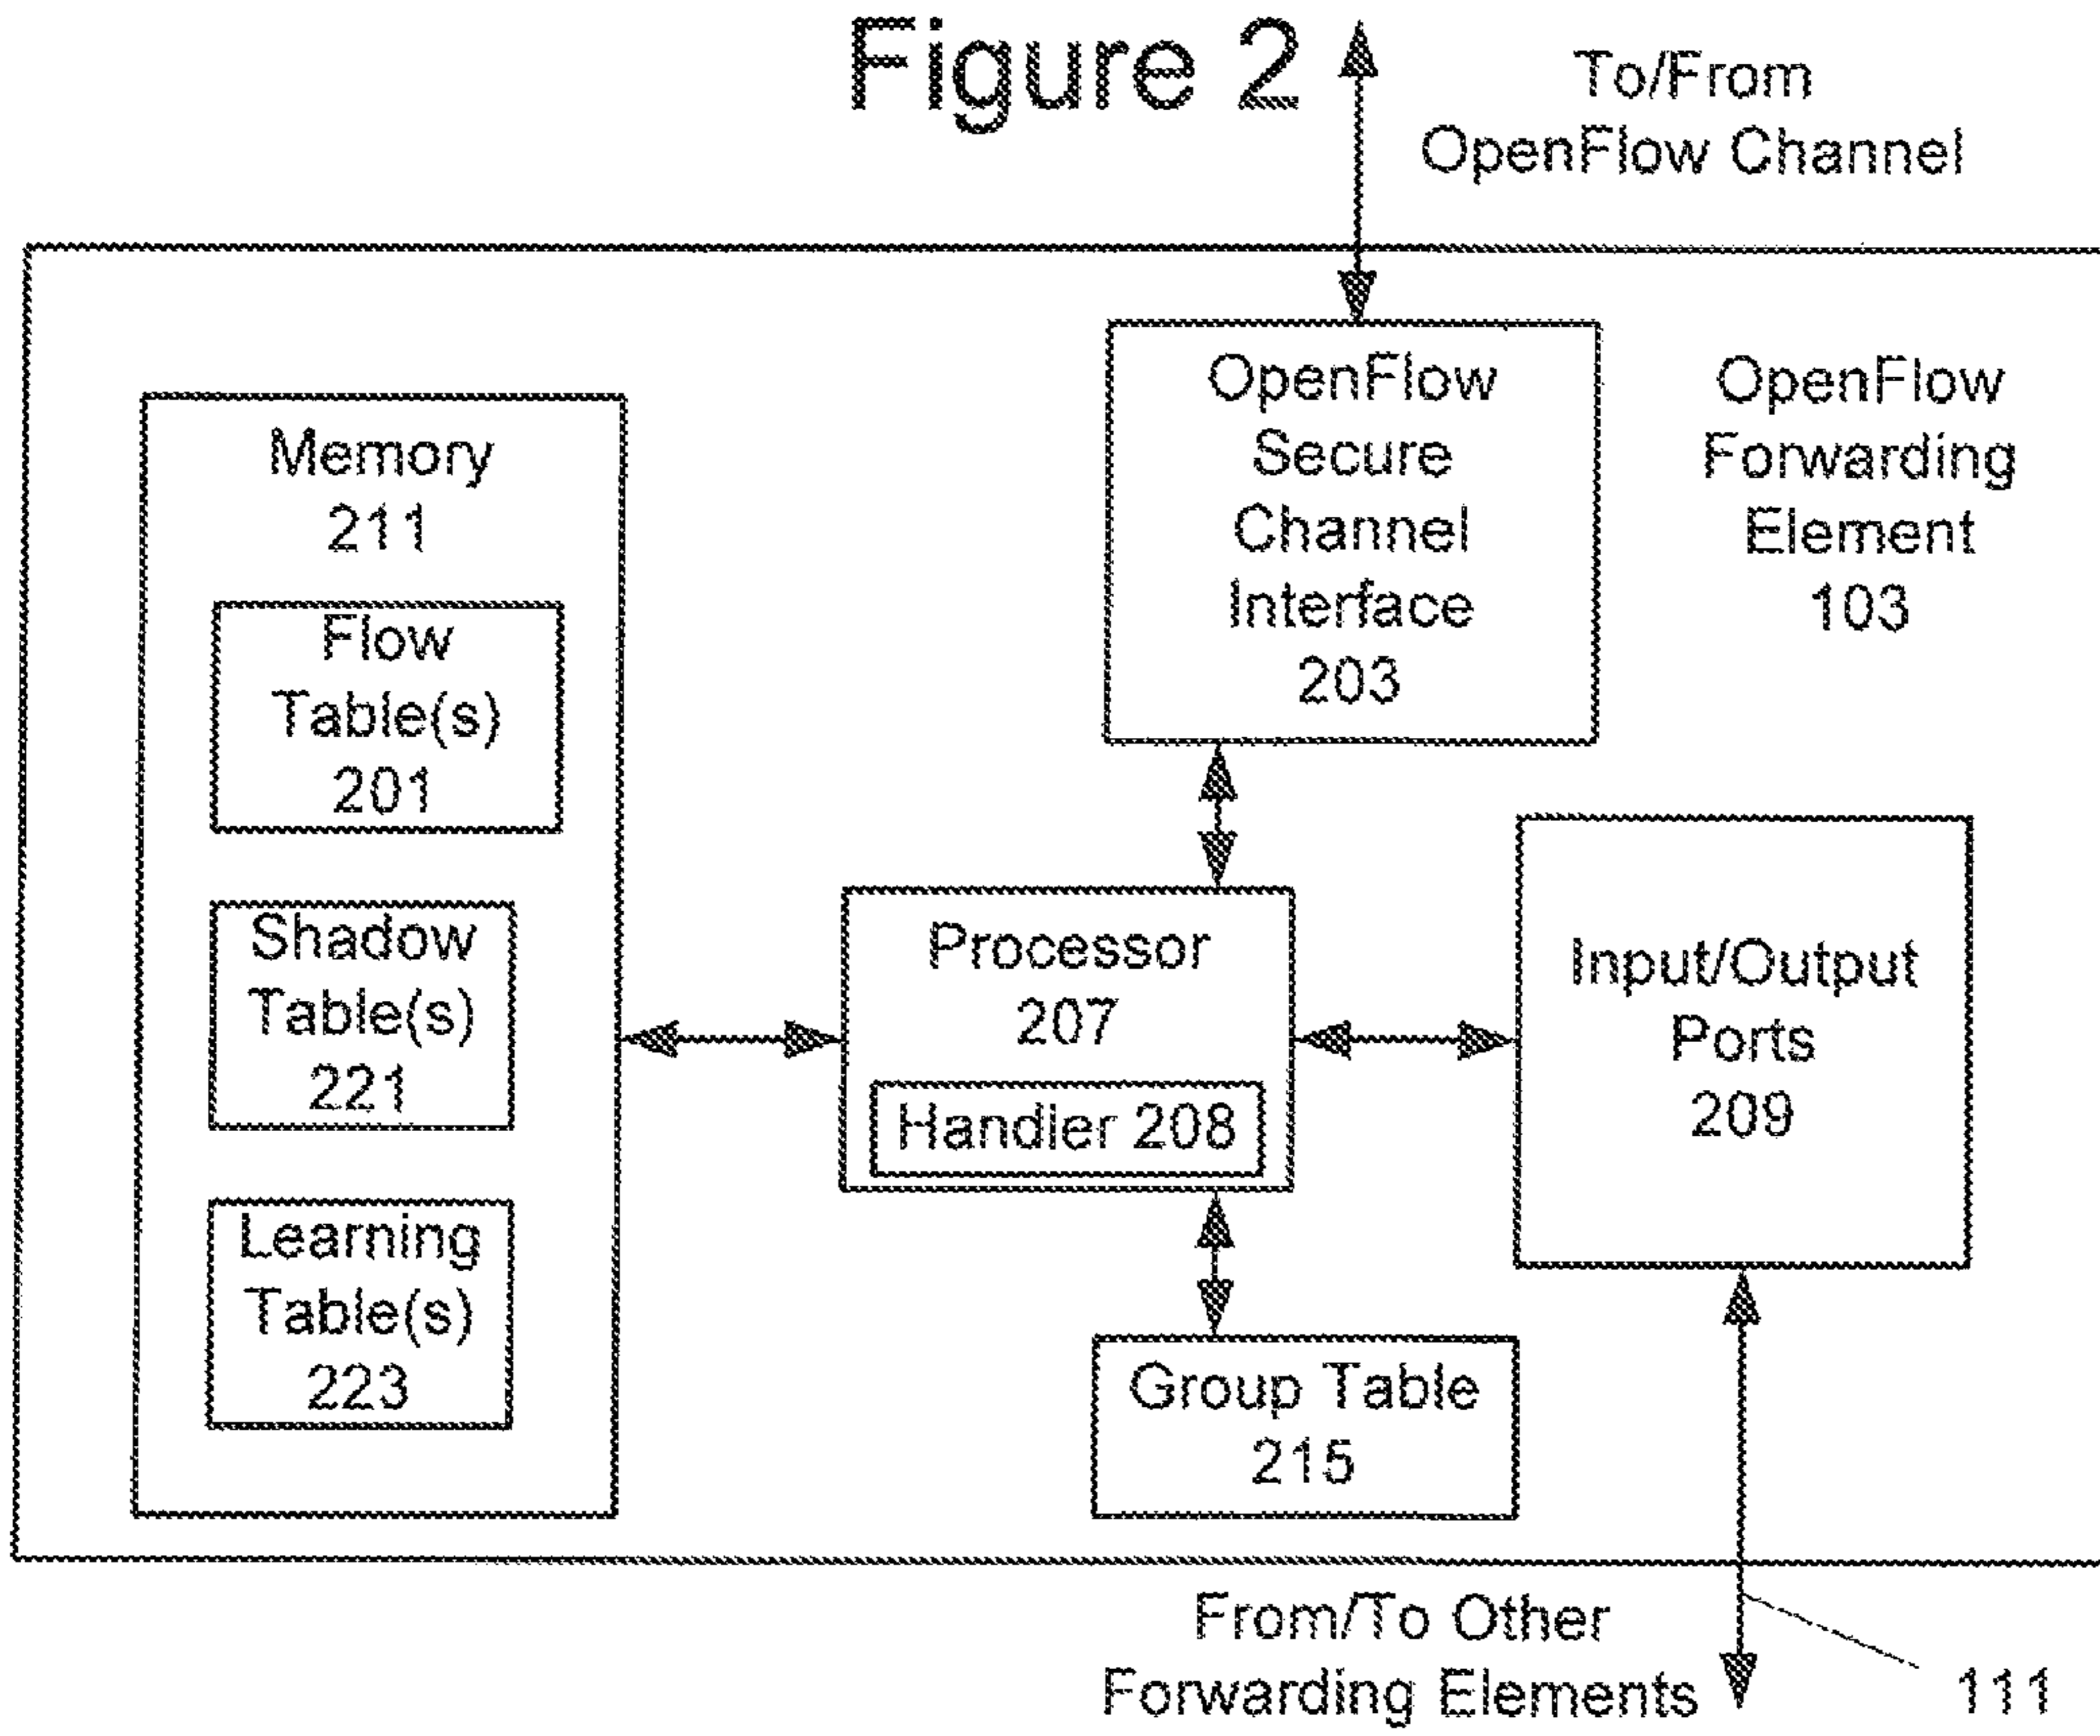 Figure 2
To/From
OpenFlow Channel
OpenFlow
Secure
Channel
Interface
203
OpenFlow
Forwarding
Element
103
Memory
211
Flow
Table(s)
201
Shadow
Table(s)
221
Learning
Table(s)
223
Processor
207
Handler 208
Input/Output
Ports
209
Group Table
215
From/To Other
Forwarding Elements
111